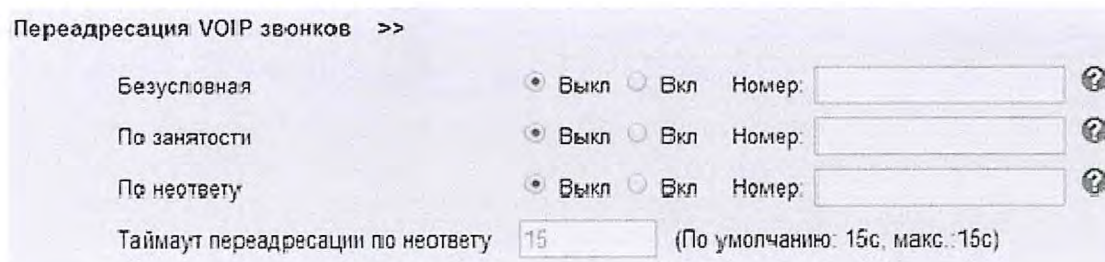 Переадресация VOIP звонков >>
Безусловная Выкл Вкл Номер:
По занятости Выкл Вкл Номер:
По неответу Выкл Вкл Номер:
Таймаут переадресации по неответу 15 (По умолчанию: 15с, макс.:15с)